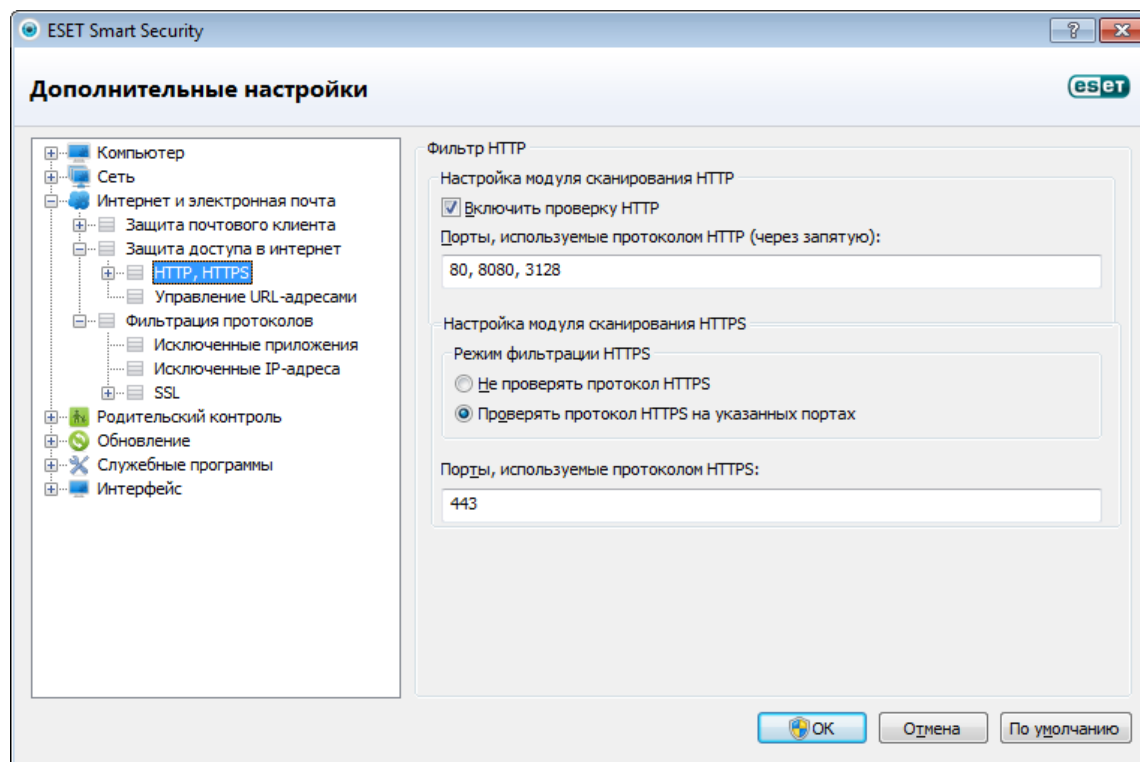 ESET Smart Security
Дополнительные настройки
eset
Компьютер
Сеть
Интернет и электронная почта
Защита почтового клиента
Защита доступа в интернет
HTTP, HTTPS
Управление URL-адресами
Фильтрация протоколов
Исключенные приложения
Исключенные IP-адреса
SSL
Родительский контроль
Обновление
Служебные программы
Интерфейс
Фильтр HTTP
Настройка модуля сканирования HTTP
Включить проверку HTTP
Порты, используемые протоколом HTTP (через запятую):
80, 8080, 3128
Настройка модуля сканирования HTTPS
Режим фильтрации HTTPS
Не проверять протокол HTTPS
Проверять протокол HTTPS на указанных портах
Порты, используемые протоколом HTTPS:
443
OK
Отмена
По умолчанию